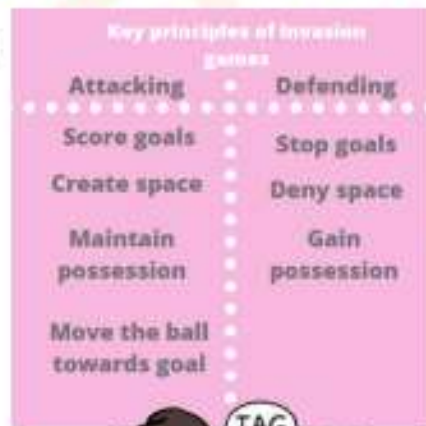 Key principles of invasion
games
Attacking
Defending
Score goals
Create space
Maintain
possession
Move the ball
towards goal
Stop goals
Deny space
Gain
possession
TAG